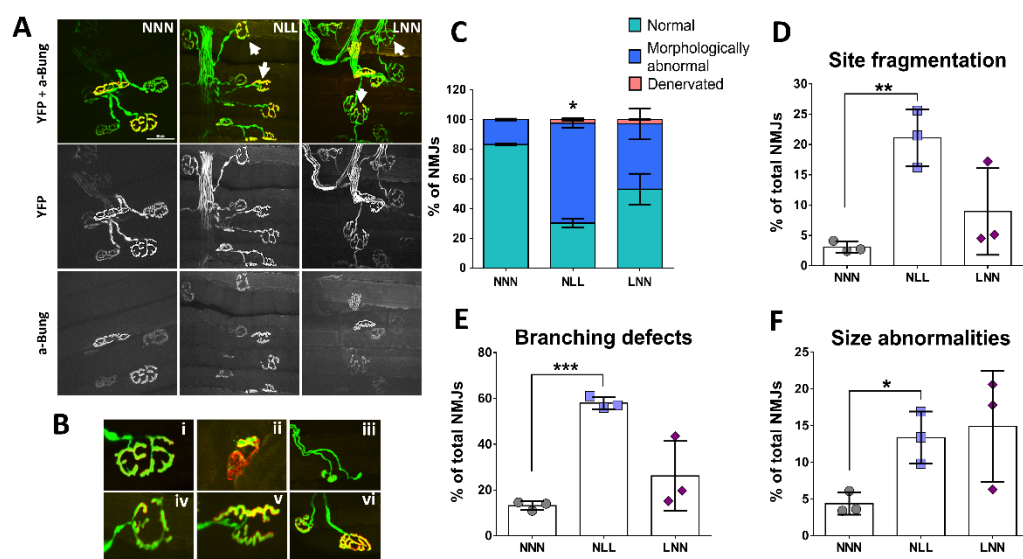 A
NNN
NLL
LNN
YFP + a-Bung
YFP
a-Bung
B
i
ii
iii
iv
v
vi
C
Normal
Morphologically
abnormal
Denervated
*
% of NMJs
120
100
80
60
40
20
0
NNN
NLL
LNN
D
Site fragmentation
**
% of total NMJs
30
25
20
15
10
5
0
NNN
NLL
LNN
E
Branching defects
***
% of total NMJs
80
60
40
20
0
NNN
NLL
LNN
F
Size abnormalities
*
% of total NMJs
25
20
15
10
5
0
NNN
NLL
LNN